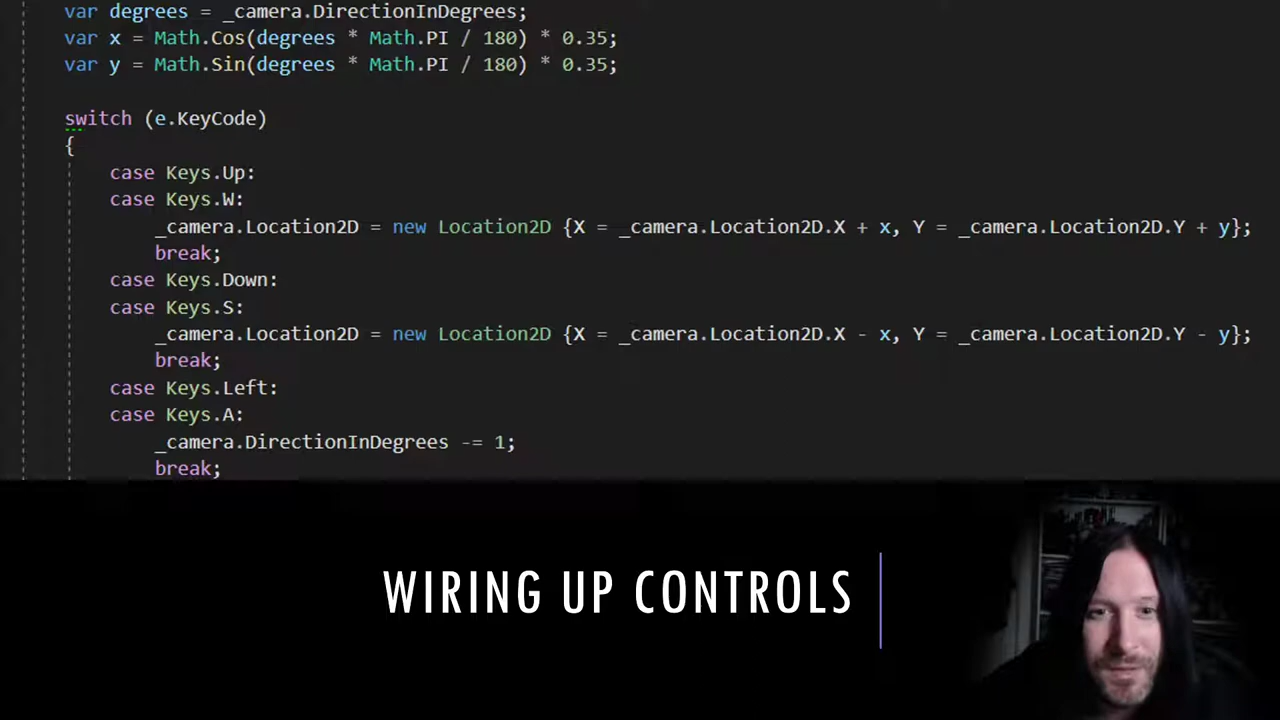 var degrees = _camera.DirectionInDegrees;
var x = Math.Cos(degrees * Math.PI / 180) * 0.35;
var y = Math.Sin(degrees * Math.PI / 180) * 0.35;
switch (e.KeyCode)
{
case Keys.Up:
case Keys.W:
_camera.Location2D = new Location2D {X = _camera.Location2D.X + x, Y = _camera.Location2D.Y + y};
break;
case Keys.Down:
case Keys.S:
_camera.Location2D = new Location2D {X = _camera.Location2D.X - x, Y = _camera.Location2D.Y - y};
break;
case Keys.Left:
case Keys.A:
_camera.DirectionInDegrees -= 1;
break;
WIRING UP CONTROLS